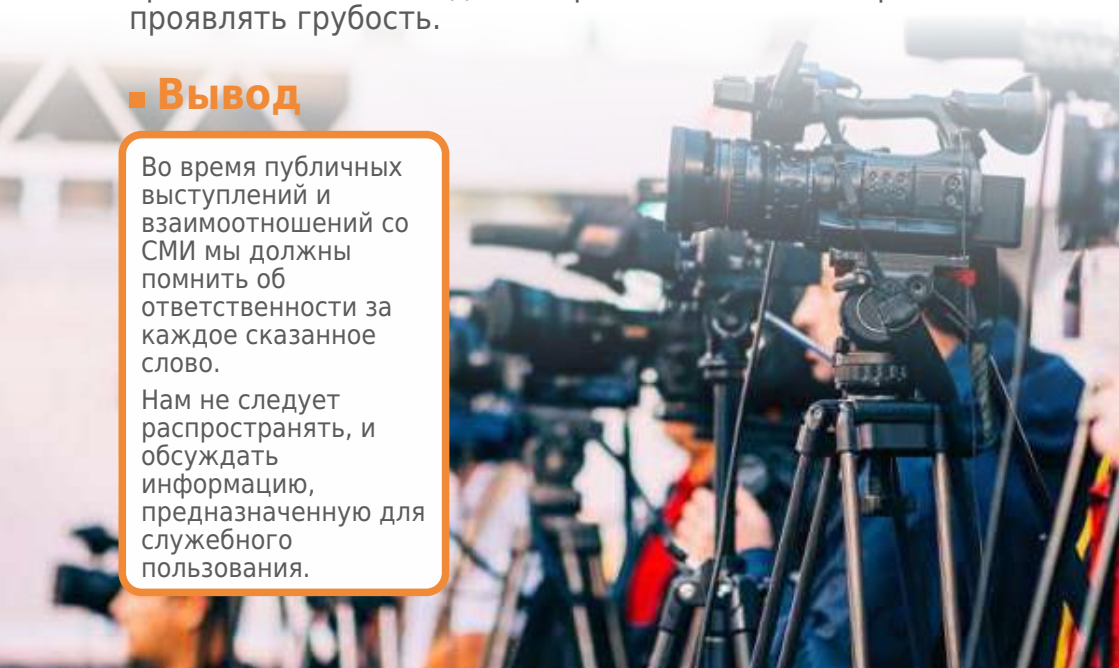 проявлять грубость.
Вывод
Во время публичных
выступлений и
взаимоотношений со
СМИ мы должны
помнить об
ответственности за
каждое сказанное
слово.
Нам не следует
распространять, и
обсуждать
информацию,
предназначенную для
служебного
пользования.